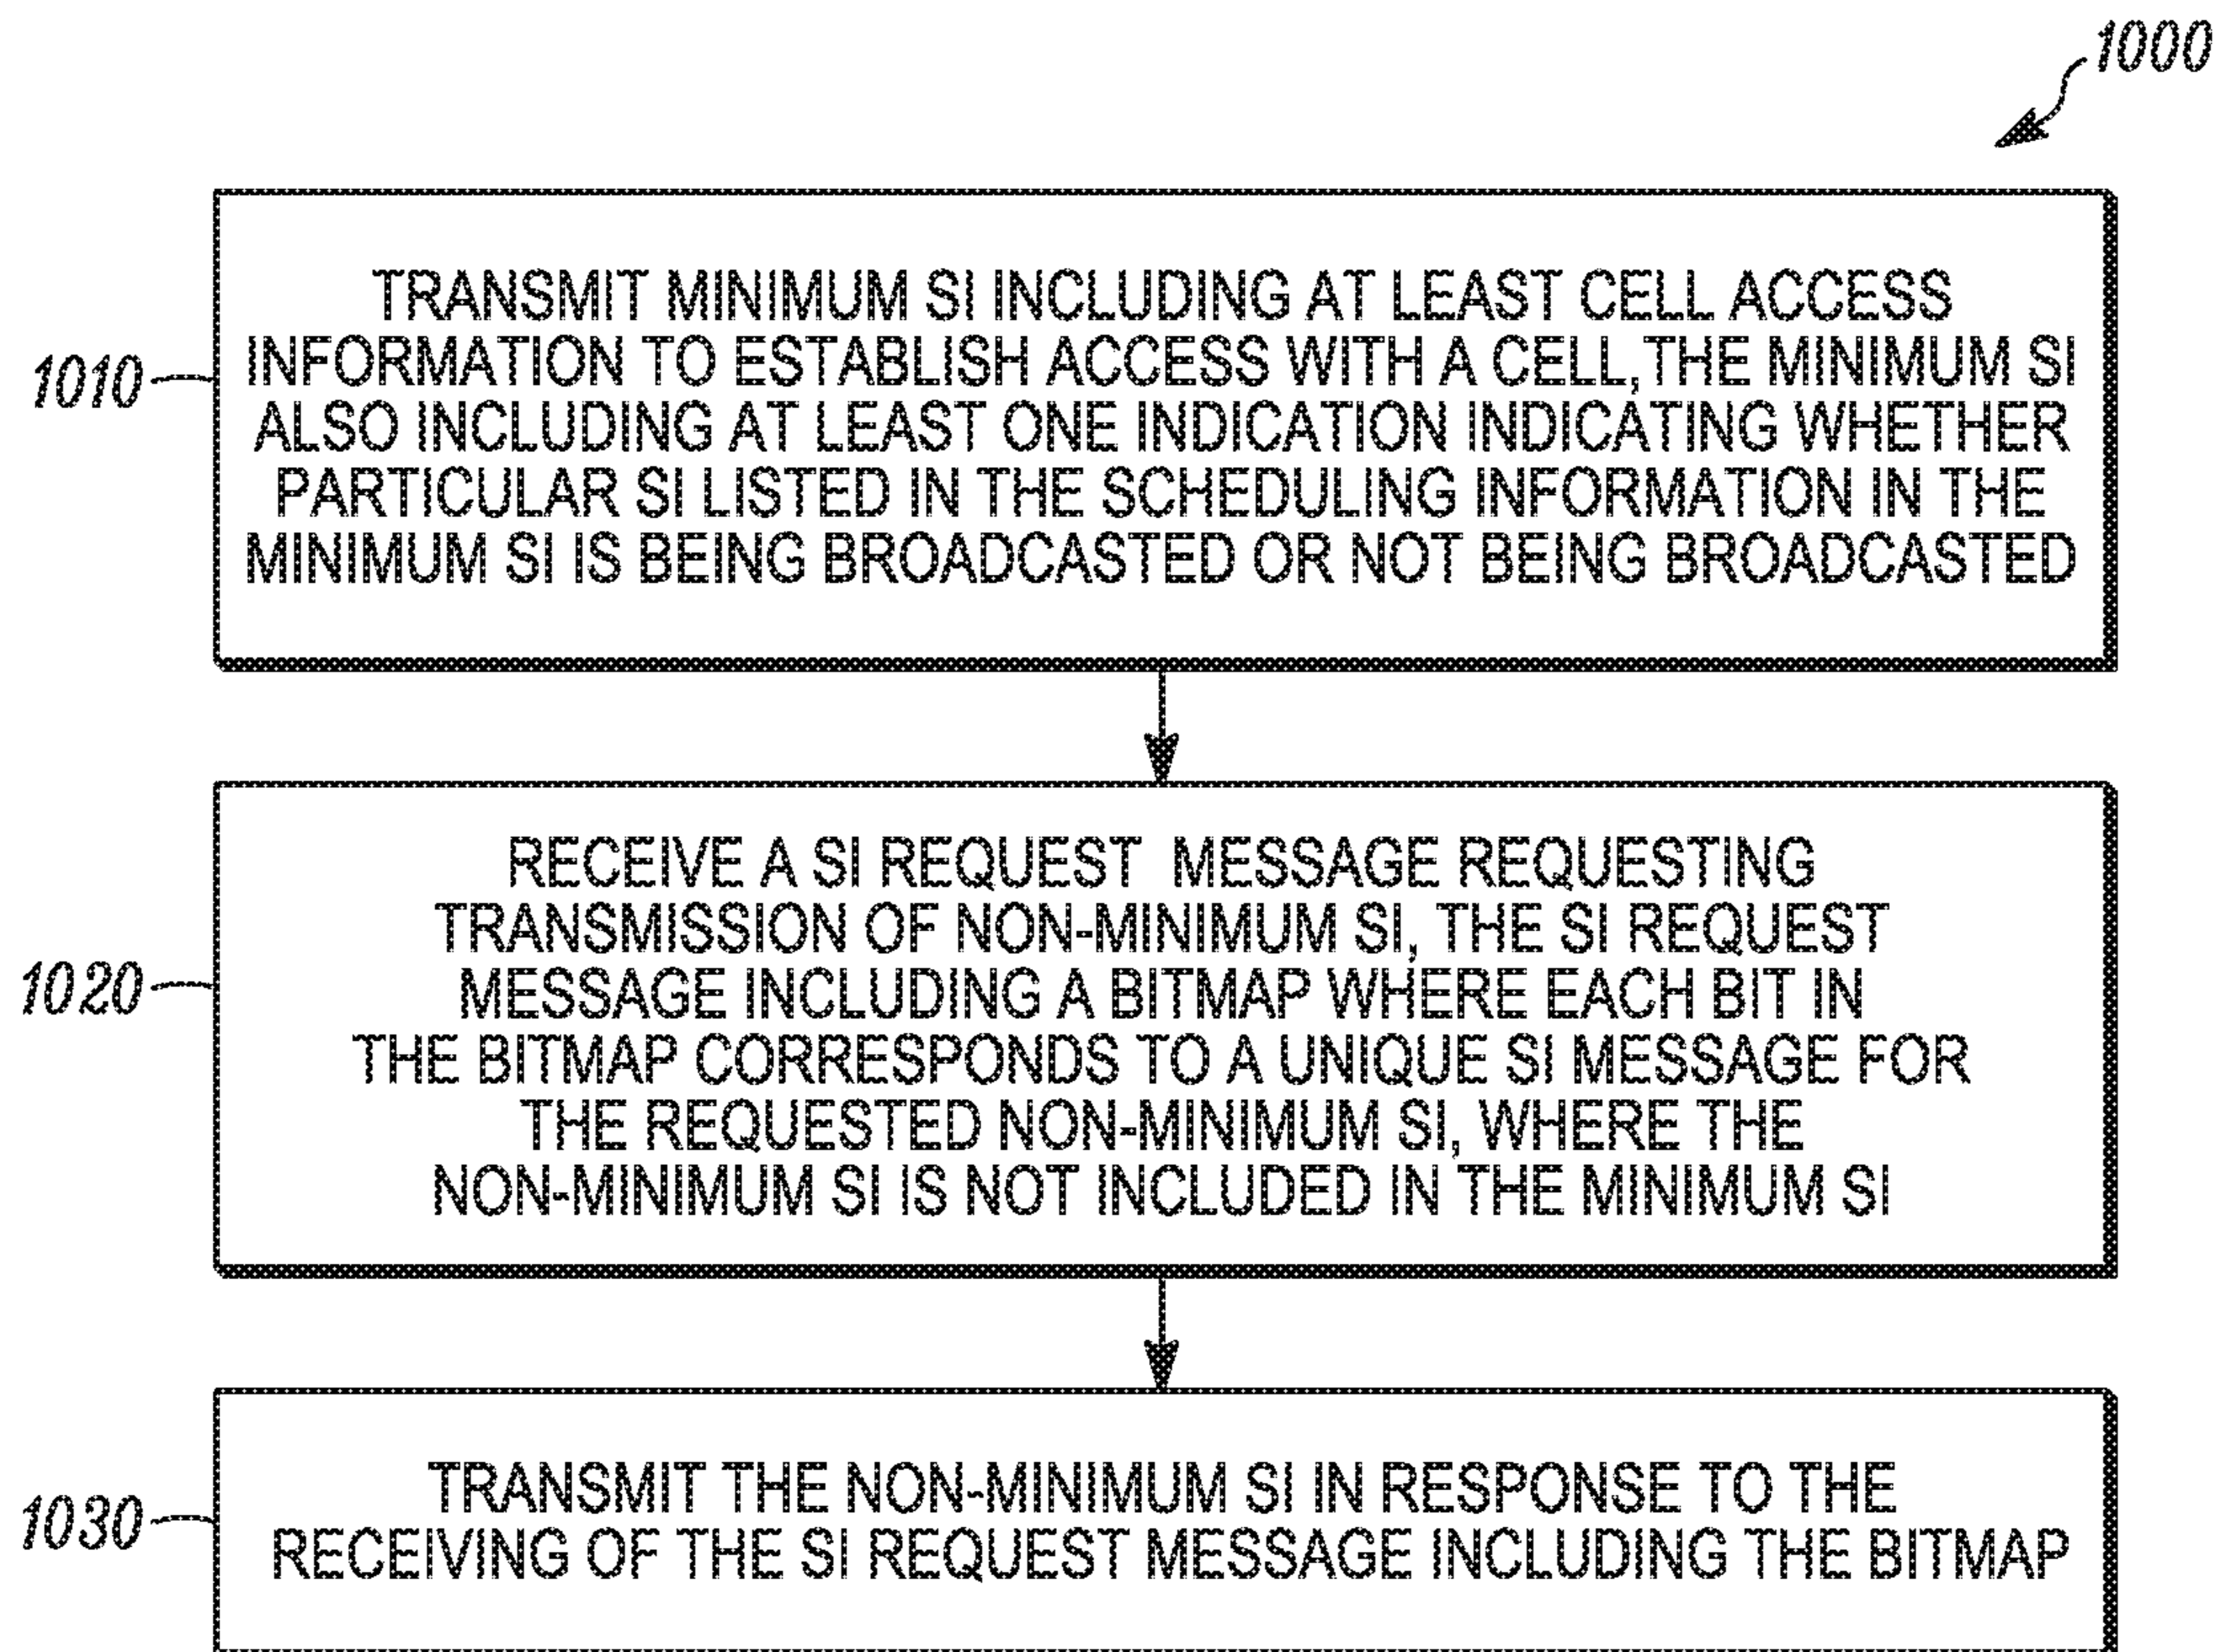 1000
TRANSMIT MINIMUM SI INCLUDING AT LEAST CELL ACCESS
INFORMATION TO ESTABLISH ACCESS WITH A CELL, THE MINIMUM SI
1010
ALSO INCLUDING AT LEAST ONE INDICATION INDICATING WHETHER
PARTICULAR SI LISTED IN THE SCHEDULING INFORMATION IN THE
MINIMUM SI IS BEING BROADCASTED OR NOT BEING BROADCASTED
RECEIVE A SI REQUEST MESSAGE REQUESTING
TRANSMISSION OF NON-MINIMUM SI, THE SI REQUEST
1020
MESSAGE INCLUDING A BITMAP WHERE EACH BIT IN
THE BITMAP CORRESPONDS TO A UNIQUE SI MESSAGE FOR
THE REQUESTED NON-MINIMUM SI, WHERE THE
NON-MINIMUM SI IS NOT INCLUDED IN THE MINIMUM SI
1030
TRANSMIT THE NON-MINIMUM SI IN RESPONSE TO THE
RECEIVING OF THE SI REQUEST MESSAGE INCLUDING THE BITMAP